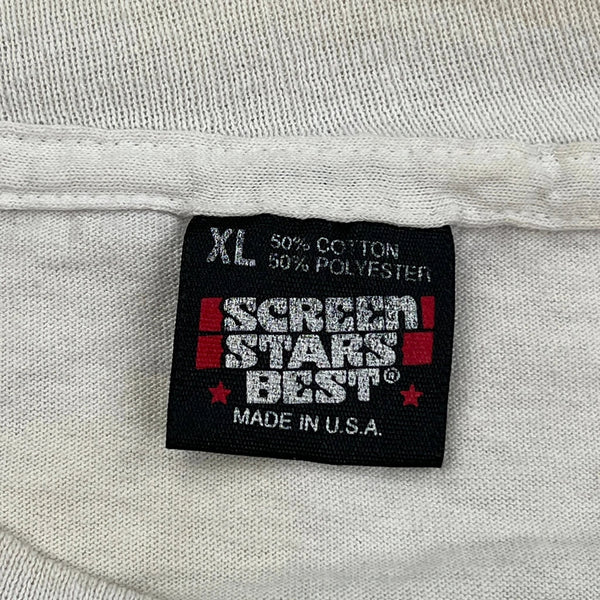 XL 50% COTTON
50% POLYESTER
SCREEN
STARS
BEST®
MADE IN U.S.A.